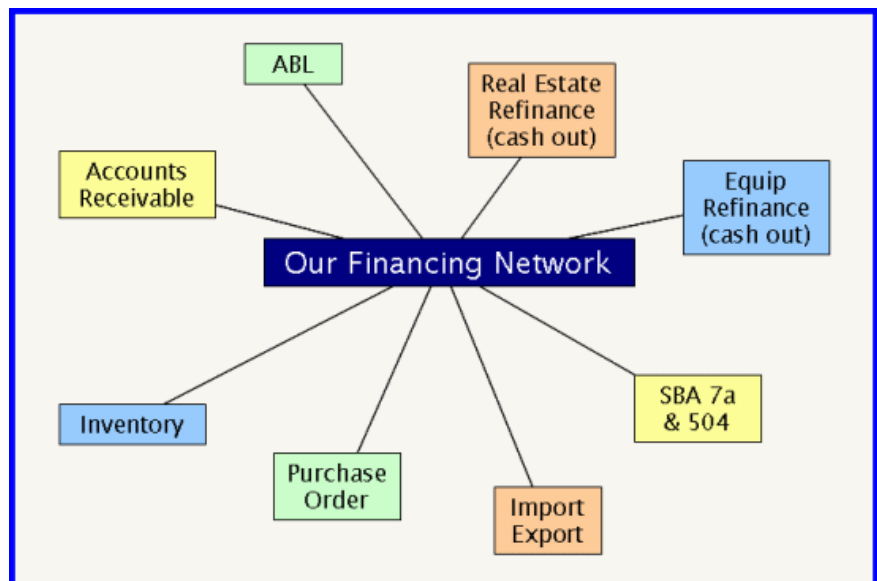 ABL
Real Estate
Refinance
(cash out)
Accounts
Receivable
Equip
Refinance
(cash out)
Our Financing Network
SBA 7a
& 504
Inventory
Purchase
Order
Import
Export